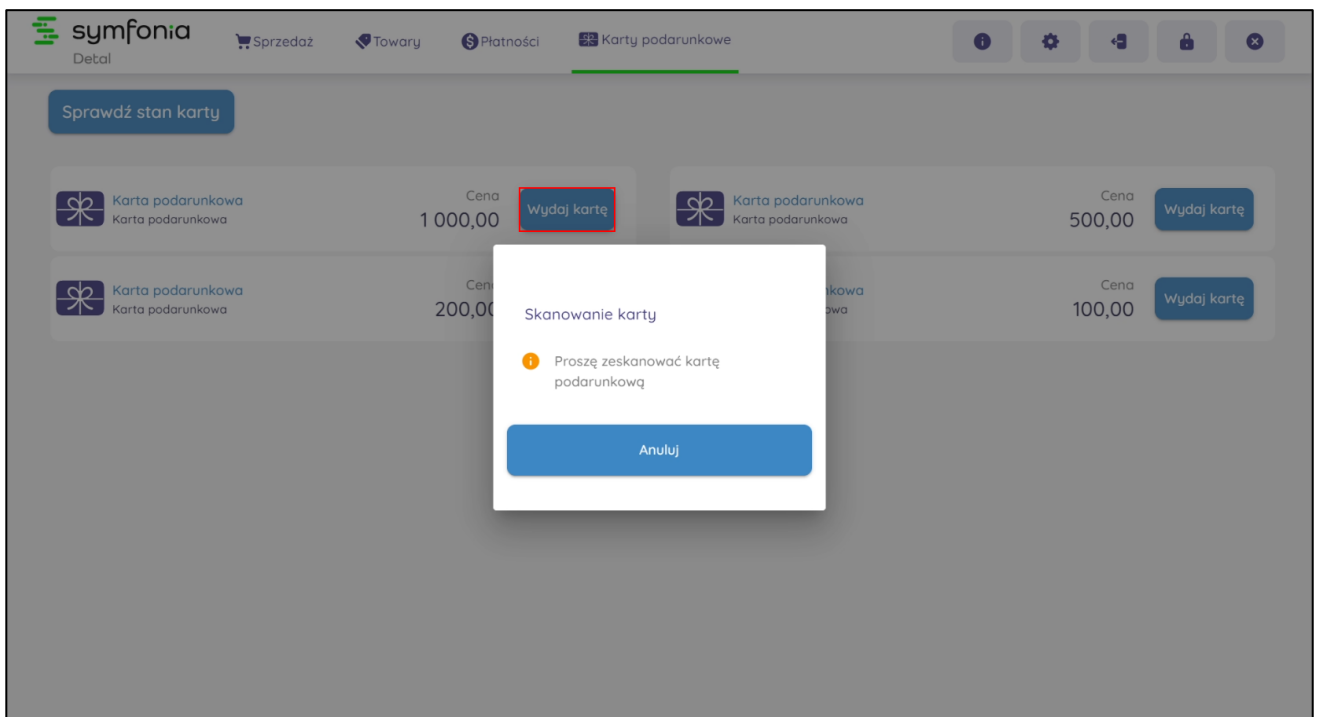 symfonia
Detal
Sprzedaż
Towary
Płatności
Karty podarunkowe
Sprawdź stan karty
Karta podarunkowa
Karta podarunkowa
Cena
1 000,00
Wydaj kartę
Karta podarunkowa
Karta podarunkowa
Cena
500,00
Wydaj kartę
Karta podarunkowa
Karta podarunkowa
200,00
Cena
100,00
Wydaj kartę
Skanowanie karty
Proszę zeskanować kartę
podarunkową
Anuluj